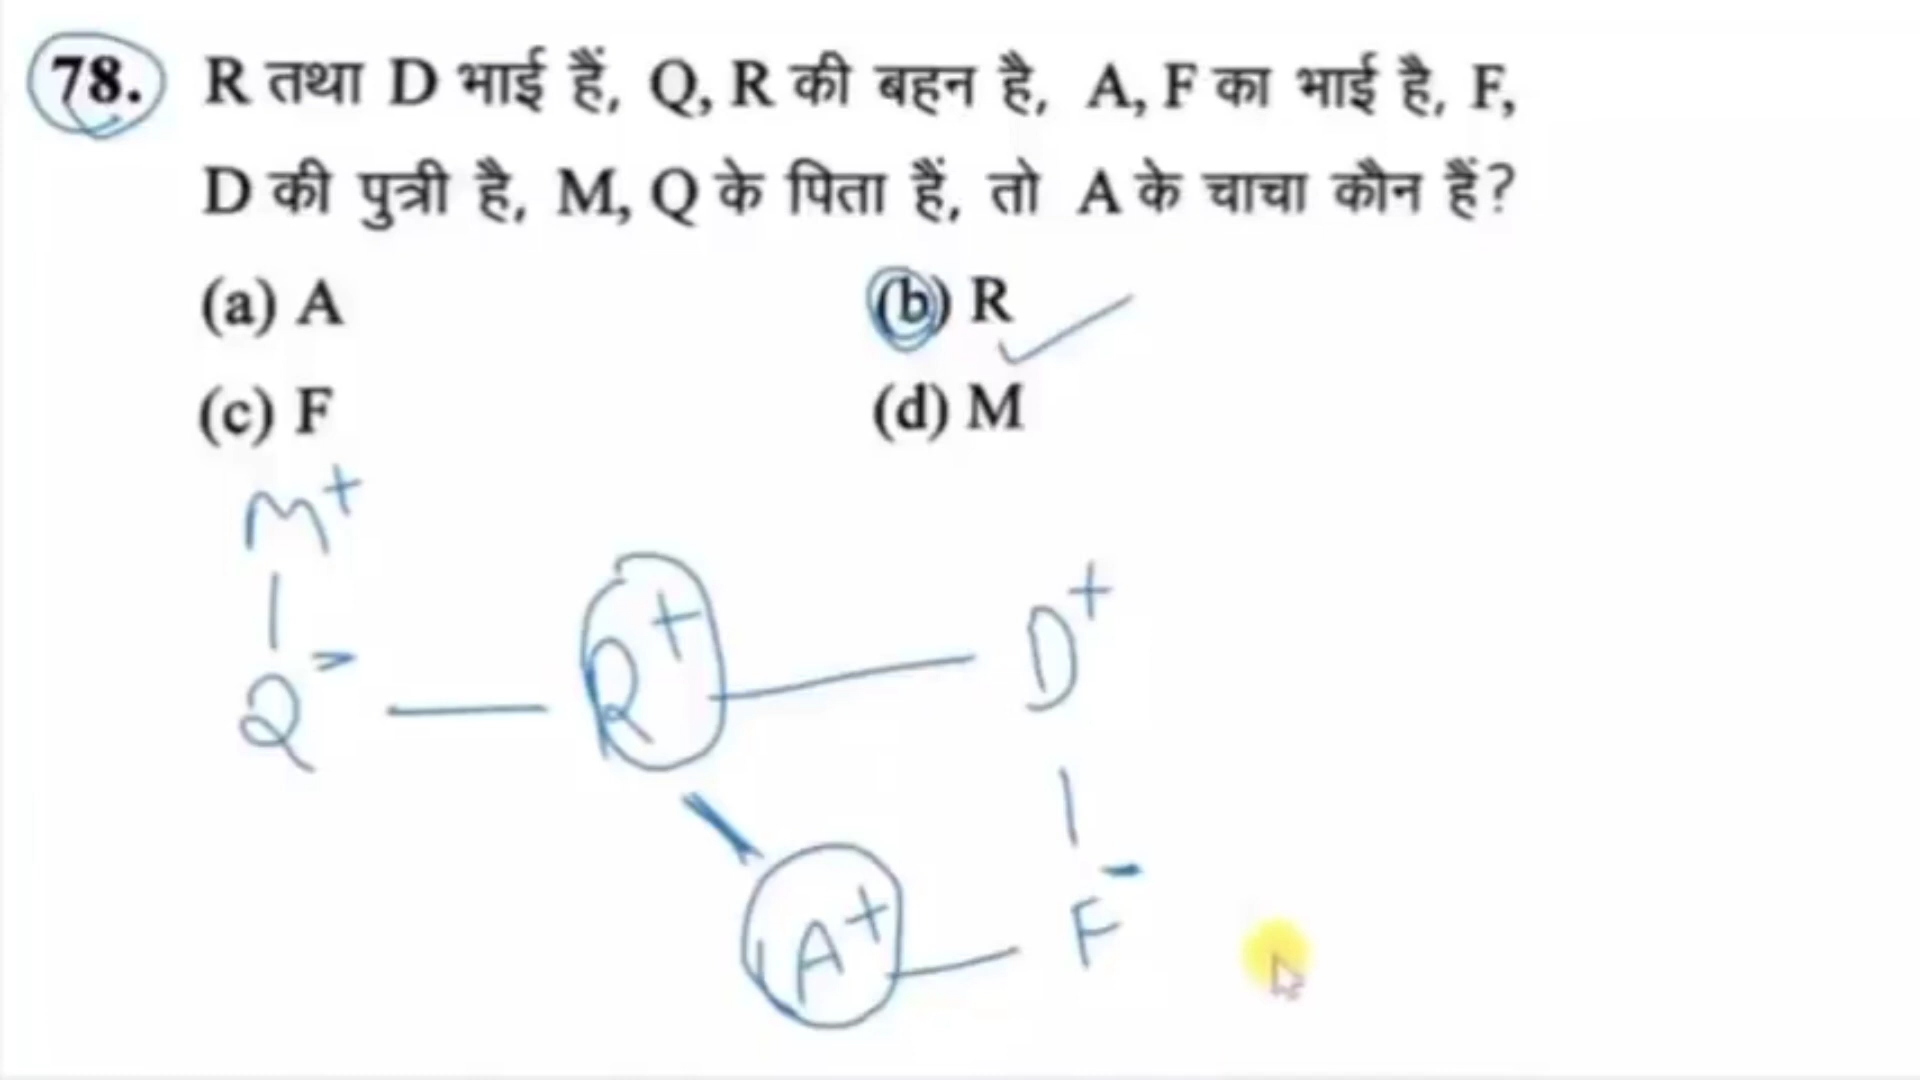 78. R तथा D भाई हैं, Q, R की बहन है, A, F का भाई है, F,
D की पुत्री है, M, Q के पिता हैं, तो A के चाचा कौन हैं?
(a) A (b) R
(c) F (d) M
M+
Q- R+ D+
A+ F-